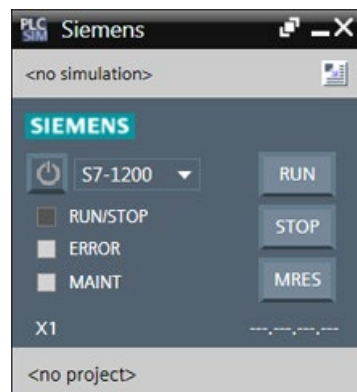 PLC SIM Siemens
<no simulation>
SIEMENS
S7-1200
RUN
RUN/STOP
STOP
ERROR
MAINT
MRES
X1
---.---.---.---
<no project>